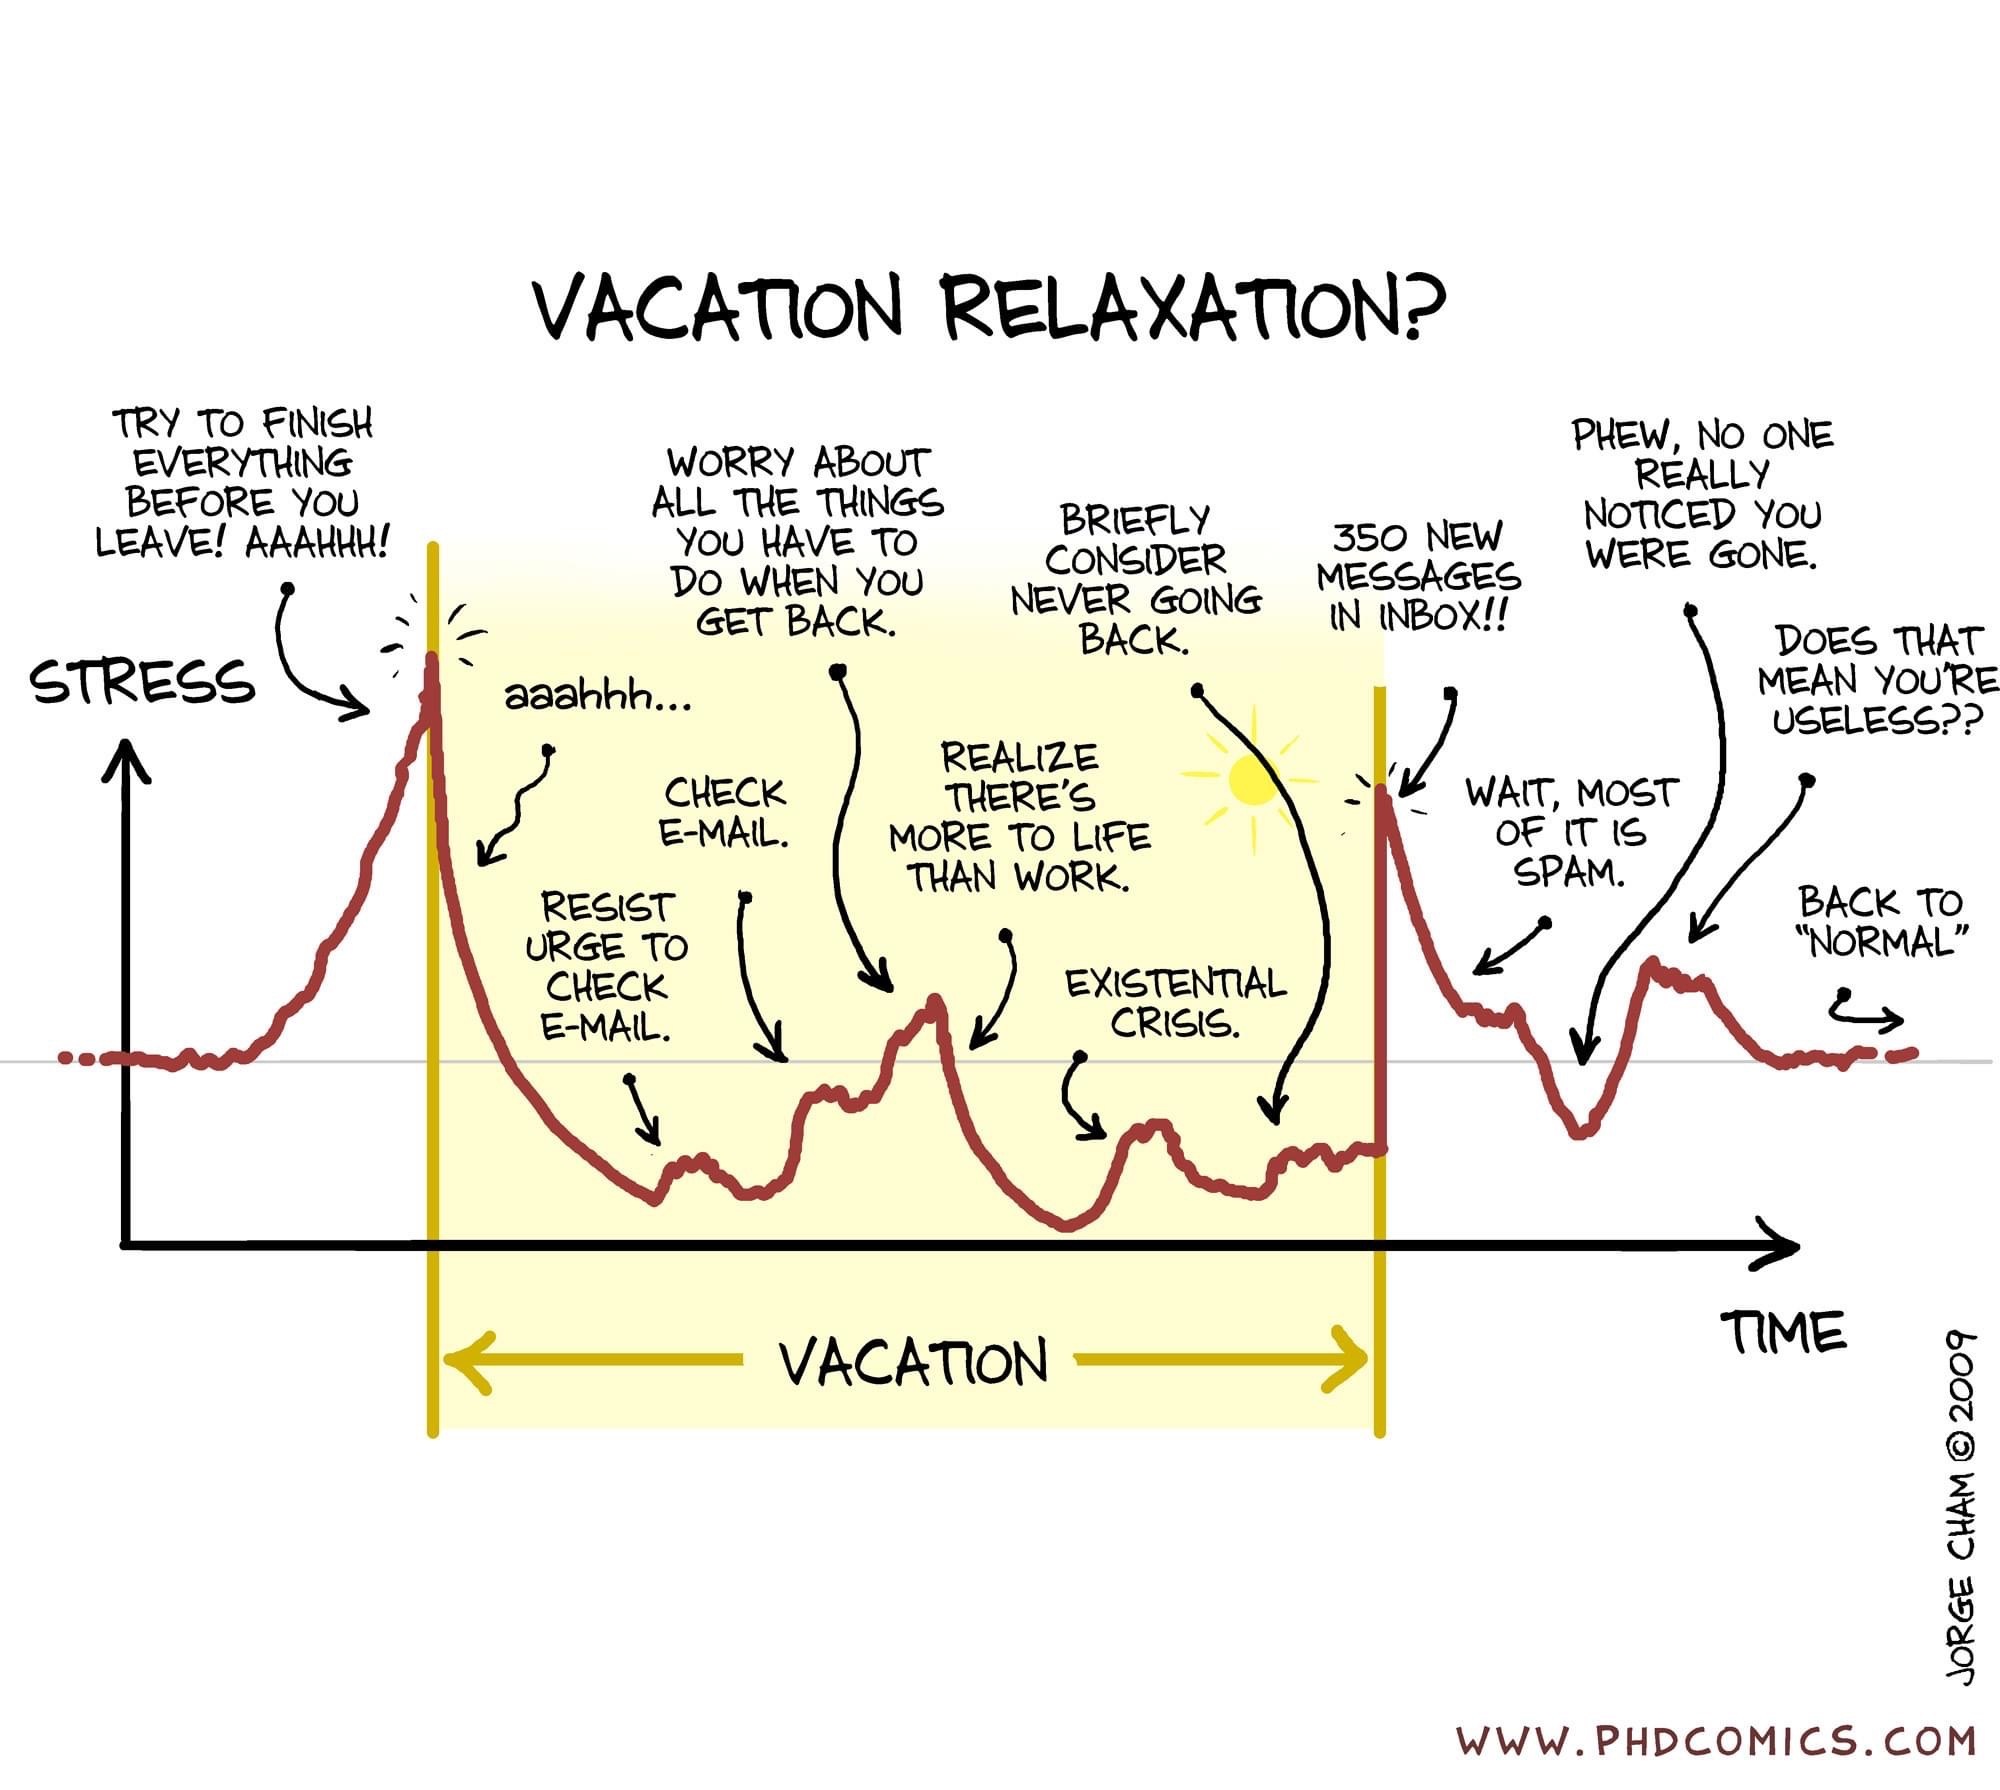 VACATION RELAXATION?
TRY TO FINISH
EVERYTHING
BEFORE YOU
LEAVE! AAAHHH!
STRESS
aaahhh...
RESIST
URGE TO
CHECK
E-MAIL.
CHECK
E-MAIL.
WORRY ABOUT
ALL THE THINGS
YOU HAVE TO
DO WHEN YOU
GET BACK.
REALIZE
THERE'S
MORE TO LIFE
THAN WORK.
EXISTENTIAL
CRISIS.
BRIEFLY
CONSIDER
NEVER GOING
BACK.
350 NEW
MESSAGES
IN INBOX!!
WAIT, MOST
OF IT IS
SPAM.
PHEW, NO ONE
REALLY
NOTICED YOU
WERE GONE.
DOES THAT
MEAN YOU'RE
USELESS??
BACK TO
"NORMAL"
VACATION
TIME
JORGE CHAM © 2009
WWW.PHDCOMICS.COM